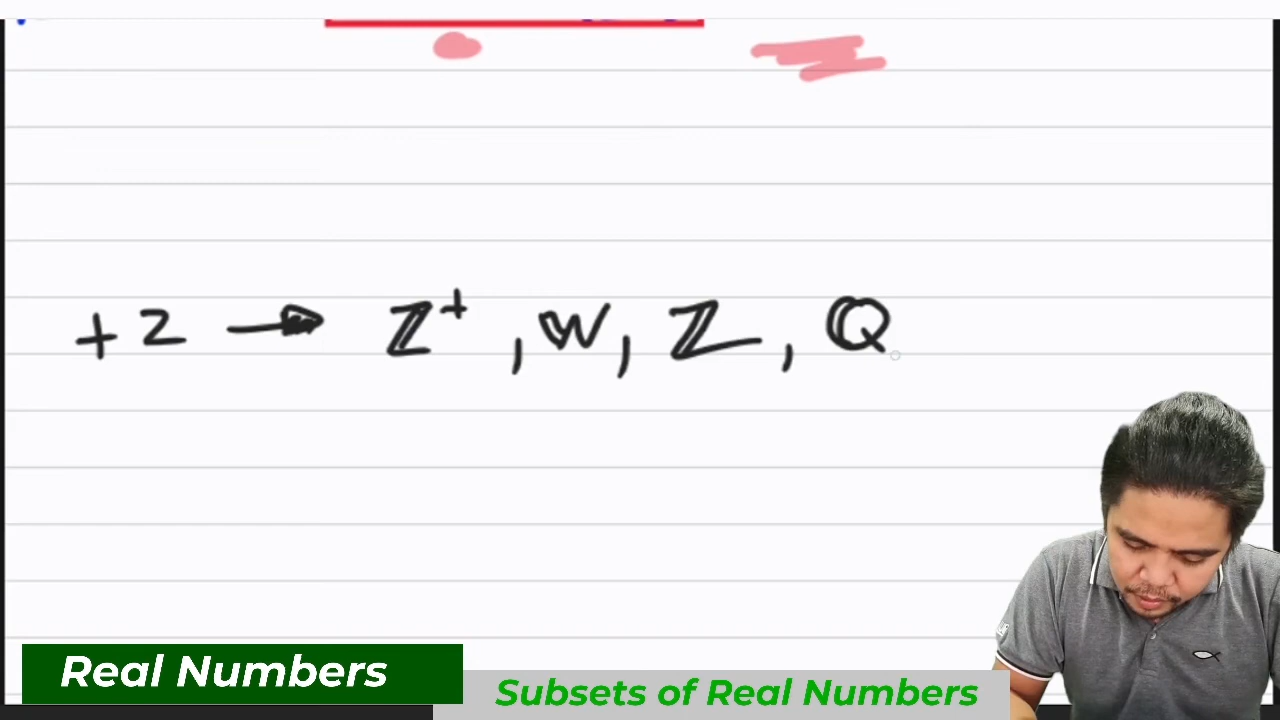 +2 → ℤ⁺, W, ℤ, ℚ
Real Numbers
Subsets of Real Numbers